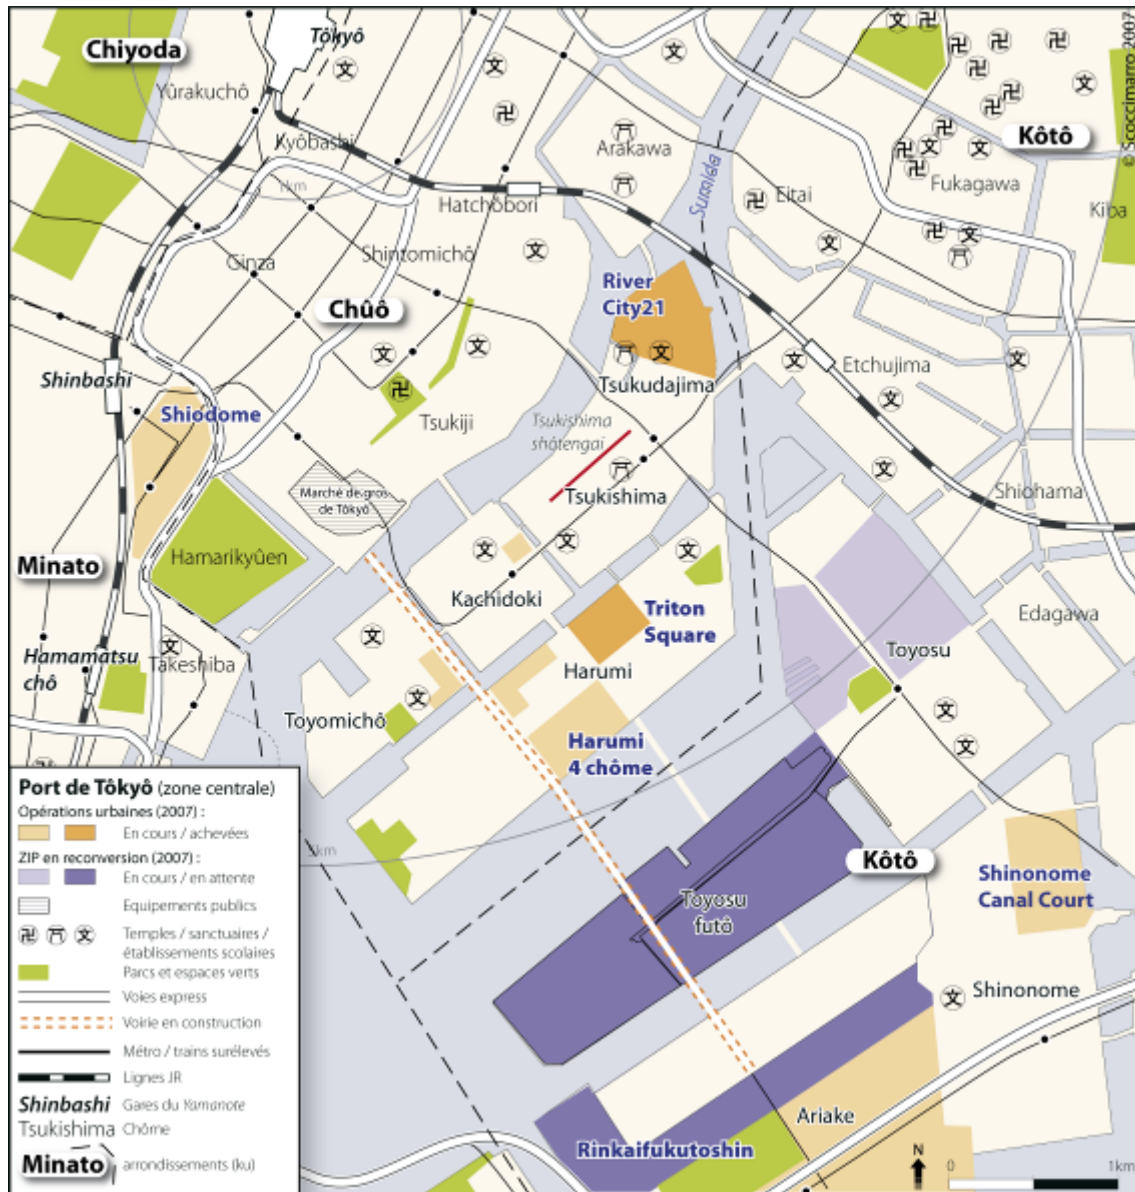 Chiyoda
Tôkyô
Yûrakuchô
© Scoccimarro 2007
Kyôbashi
Kôtô
Arakawa
Fukagawa
1km
Hatchôbori
Sumida
Eitai
Kiba
Ginza
Shintomichô
River
City21
Chûô
Etchujima
Shinbashi
Tsukudajima
Shiodome
Tsukiji
Tsukishima
shôtengai
Marché de gros
de Tôkyô
Tsukishima
Shiohama
Hamarikyûen
Minato
Kachidoki
Triton
Square
Edagawa
Hamamatsu
chô
Takeshiba
Harumi
Toyosu
Toyomichô
Harumi
4 chôme
Port de Tôkyô (zone centrale)
Opérations urbaines (2007) :
En cours / achevées
ZIP en reconversion (2007) :
En cours / en attente
Equipements publics
卍 文 Temples / sanctuaires /
établissements scolaires
Parcs et espaces verts
Voies express
Voirie en construction
Métro / trains surélevés
Lignes JR
Shinbashi Gares du Yamanote
Tsukishima Chôme
Minato arrondissements (ku)
Kôtô
Shinonome
Canal Court
Toyosu
futô
Shinonome
Ariake
Rinkaifukutoshin
N
0 1km